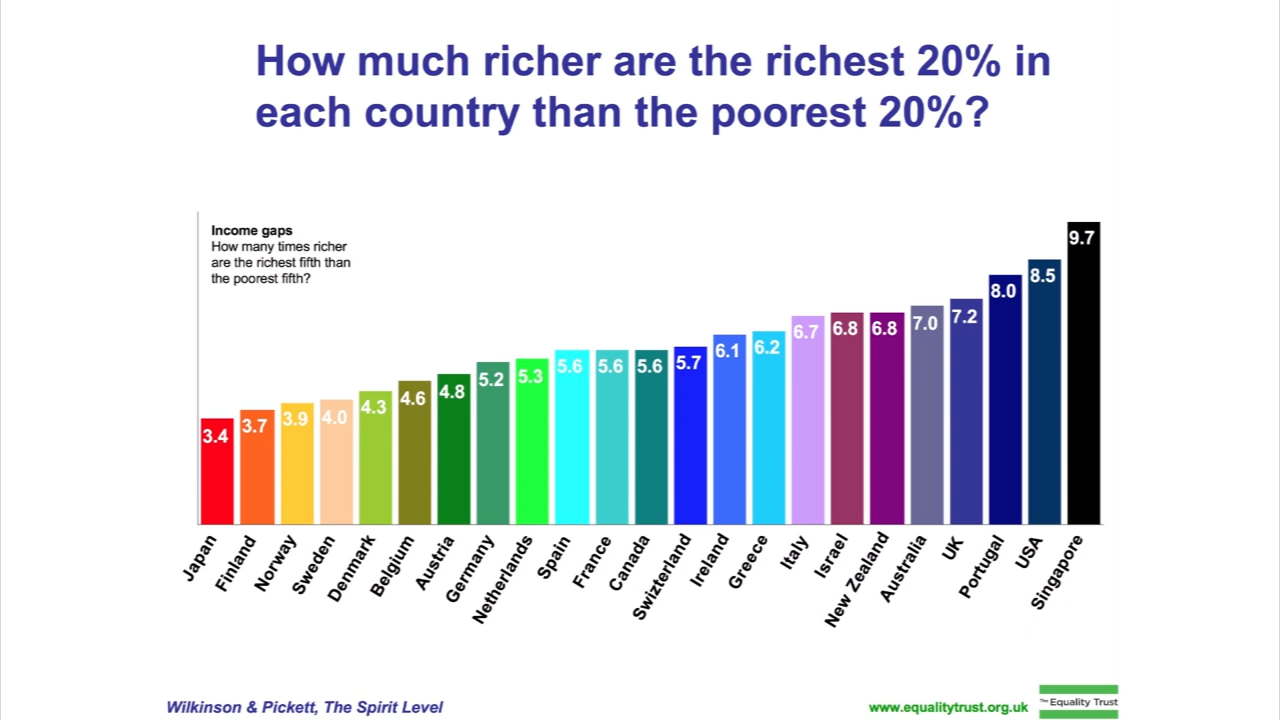 How much richer are the richest 20% in
each country than the poorest 20%?
Income gaps
How many times richer
are the richest fifth than
the poorest fifth?
3.4
3.7
3.9
4.0
4.3
4.6
4.8
5.2
5.3
5.6
5.6
5.6
5.7
6.1
6.2
6.7
6.8
6.8
7.0
7.2
8.0
8.5
9.7
Japan
Finland
Norway
Sweden
Denmark
Belgium
Austria
Germany
Netherlands
Spain
France
Canada
Swizterland
Ireland
Greece
Italy
Israel
New Zealand
Australia
UK
Portugal
USA
Singapore
Wilkinson & Pickett, The Spirit Level
www.equalitytrust.org.uk
The Equality Trust